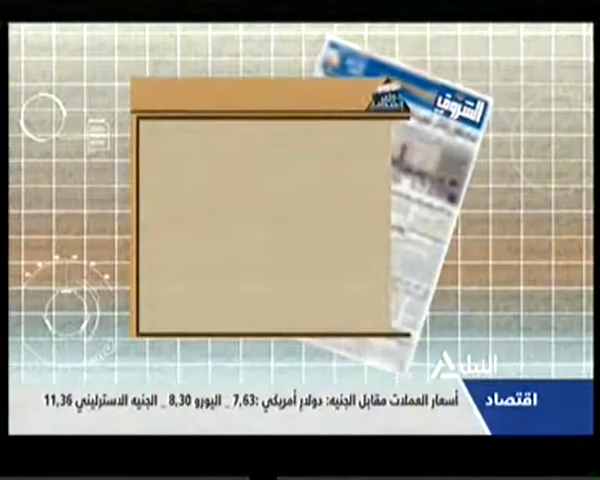 الشروق
النيل
اقتصاد
أسعار العملات مقابل الجنيه: دولار أمريكي :7,63 _ اليورو 8,30 _ الجنيه الاسترليني 11,36